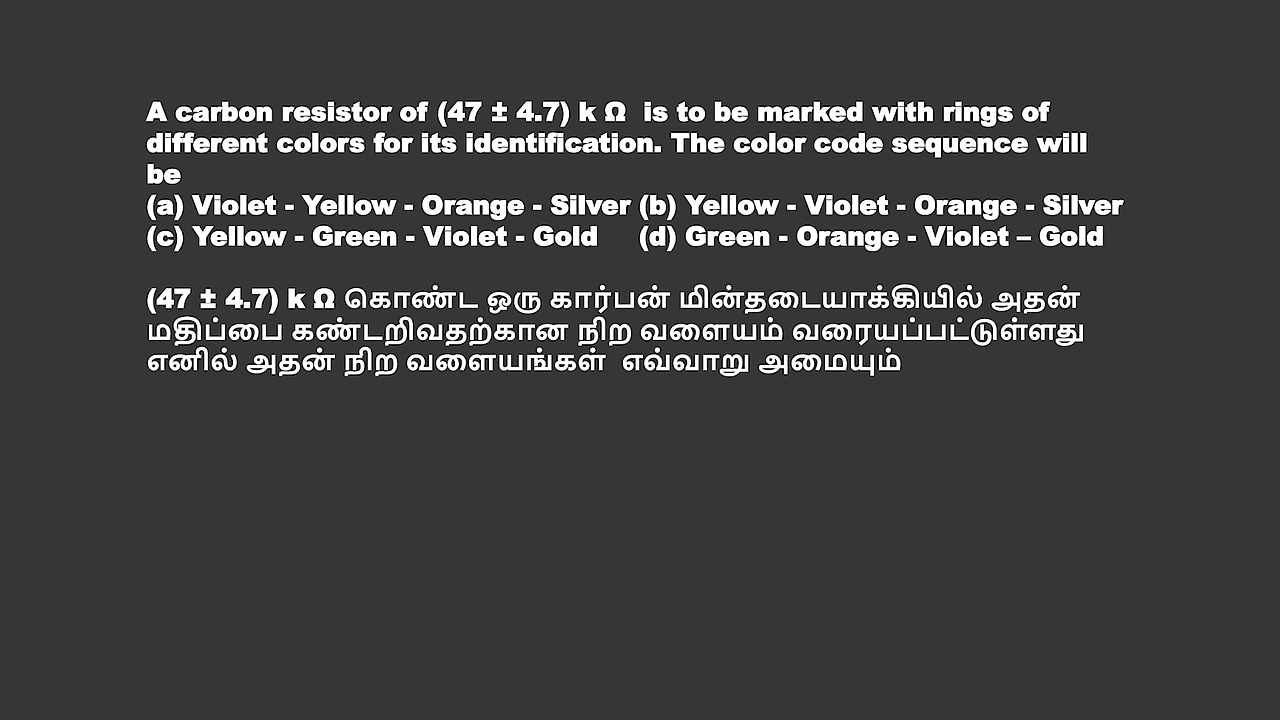 A carbon resistor of (47 ± 4.7) k Ω is to be marked with rings of
different colors for its identification. The color code sequence will
be
(a) Violet - Yellow - Orange - Silver (b) Yellow - Violet - Orange - Silver
(c) Yellow - Green - Violet - Gold (d) Green - Orange - Violet – Gold
(47 ± 4.7) k Ω கொண்ட ஒரு கார்பன் மின்தடையாக்கியில் அதன்
மதிப்பை கண்டறிவதற்கான நிற வளையம் வரையப்பட்டுள்ளது
எனில் அதன் நிற வளையங்கள் எவ்வாறு அமையும்